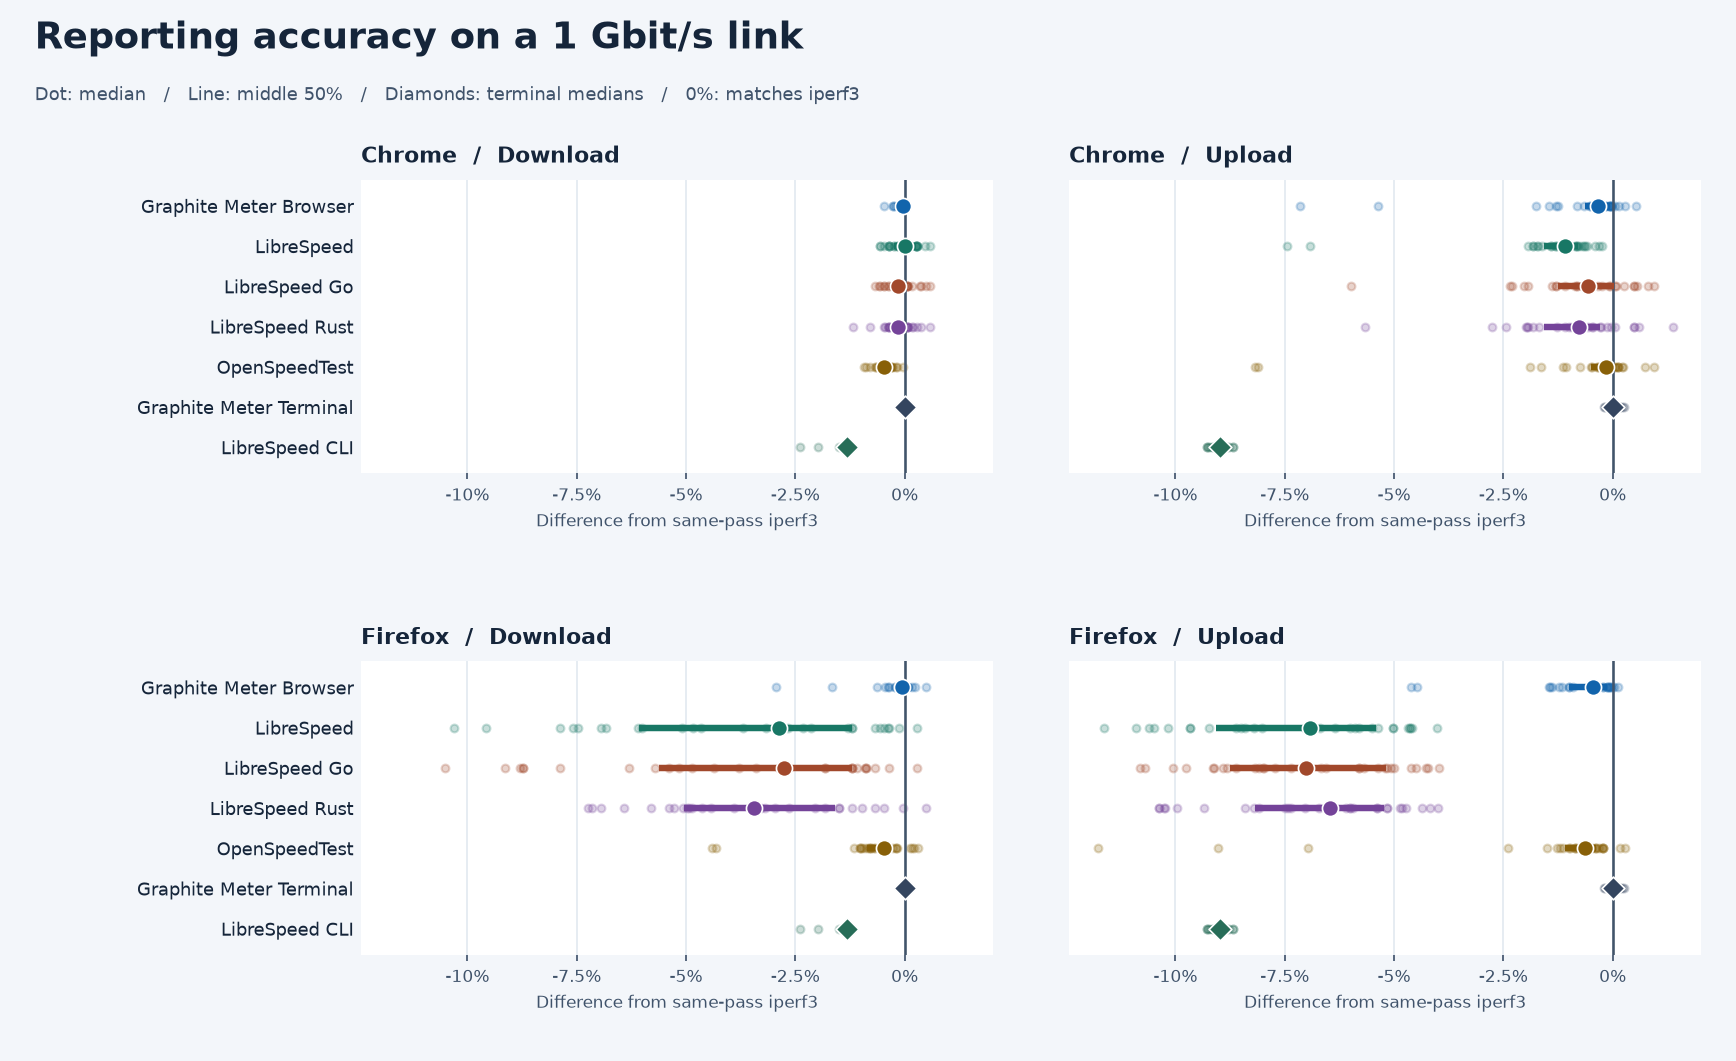 Reporting accuracy on a 1 Gbit/s link
Dot: median / Line: middle 50% / Diamonds: terminal medians / 0%: matches iperf3
Chrome / Download
Graphite Meter Browser
LibreSpeed
LibreSpeed Go
LibreSpeed Rust
OpenSpeedTest
Graphite Meter Terminal
LibreSpeed CLI
-10% -7.5% -5% -2.5% 0%
Difference from same-pass iperf3
Chrome / Upload
-10% -7.5% -5% -2.5% 0%
Difference from same-pass iperf3
Firefox / Download
Graphite Meter Browser
LibreSpeed
LibreSpeed Go
LibreSpeed Rust
OpenSpeedTest
Graphite Meter Terminal
LibreSpeed CLI
-10% -7.5% -5% -2.5% 0%
Difference from same-pass iperf3
Firefox / Upload
-10% -7.5% -5% -2.5% 0%
Difference from same-pass iperf3